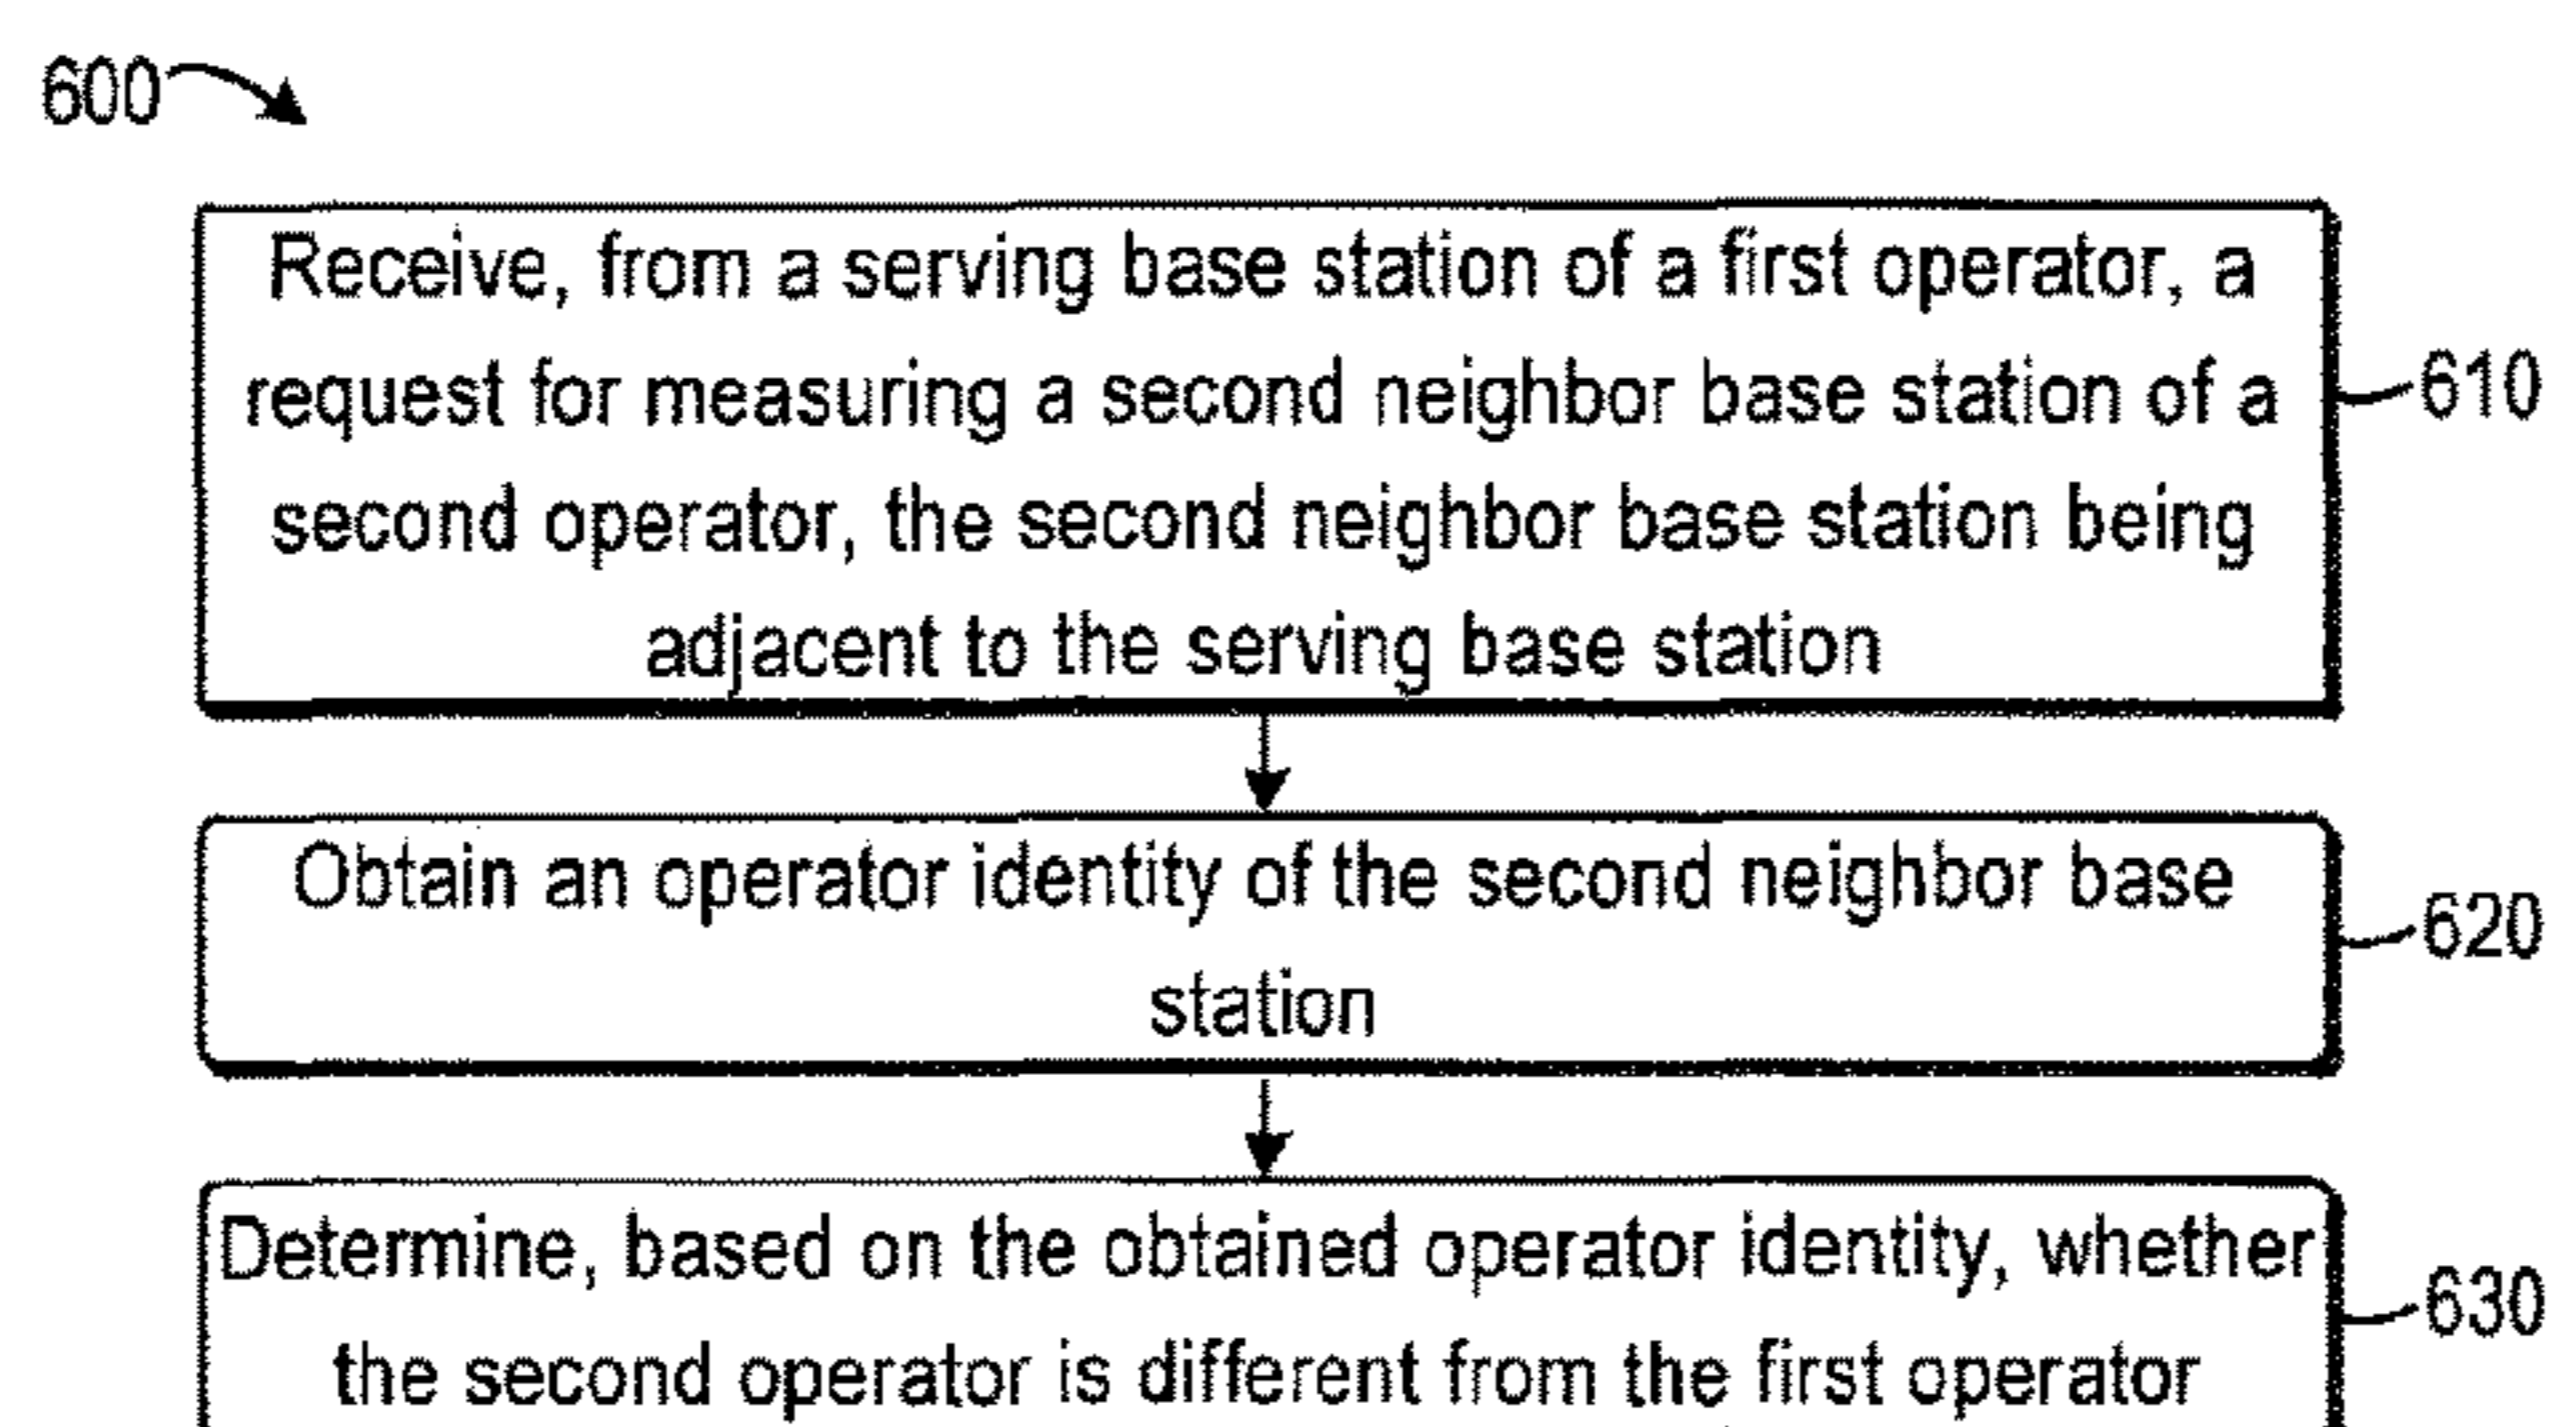 600
Receive, from a serving base station of a first operator, a
request for measuring a second neighbor base station of a
second operator, the second neighbor base station being
adjacent to the serving base station
610
Obtain an operator identity of the second neighbor base
station
620
Determine, based on the obtained operator identity, whether
the second operator is different from the first operator
630